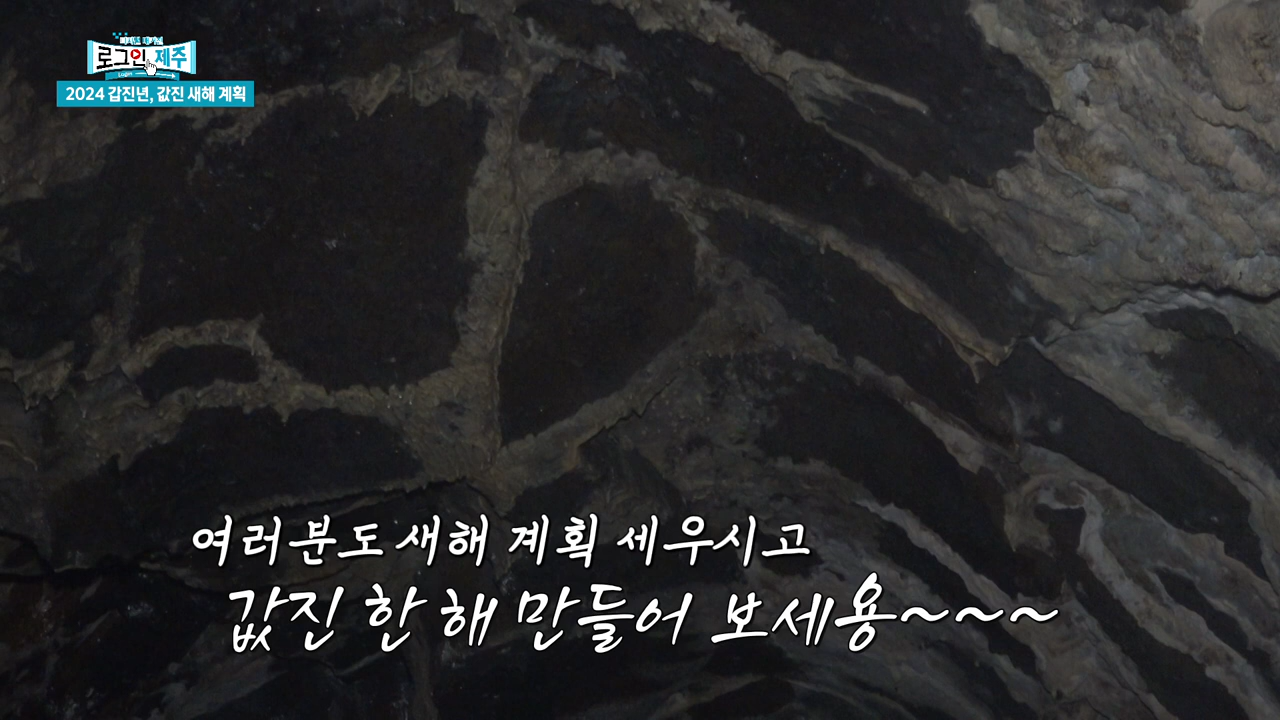 로그인 제주
Login
2024 갑진년, 값진 새해 계획
여러분도 새해 계획 세우시고
값진 한 해 만들어 보세용~~~